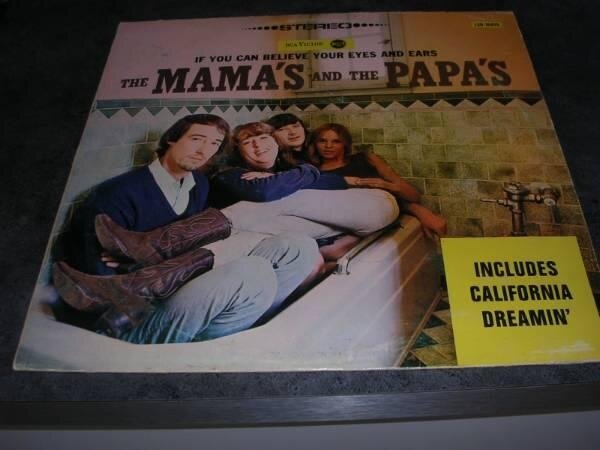 STEREO
RCA VICTOR
IF YOU CAN BELIEVE YOUR EYES AND EARS
THE MAMA'S AND THE PAPA'S
INCLUDES
CALIFORNIA
DREAMIN'